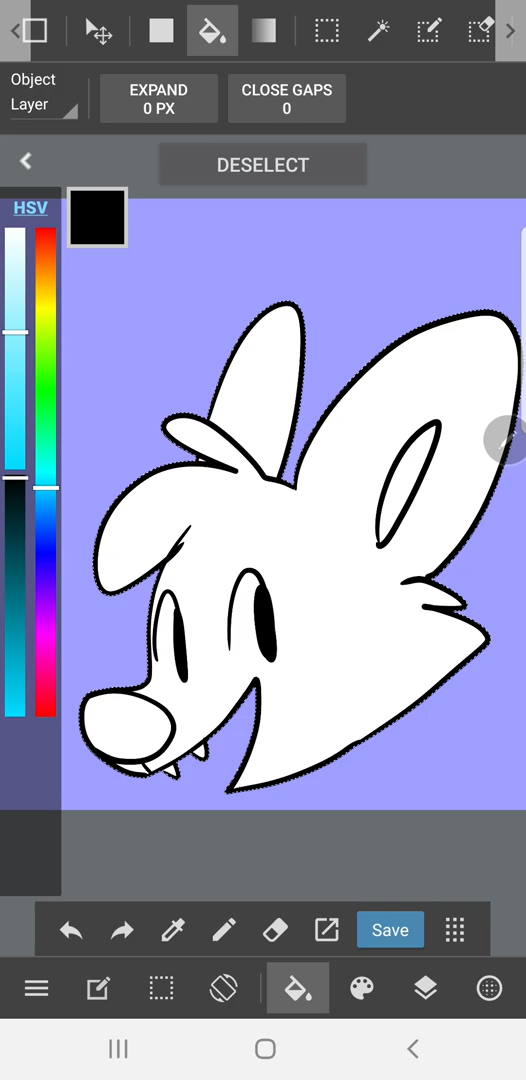 Object
Layer
EXPAND
0 PX
CLOSE GAPS
0
DESELECT
HSV
Save